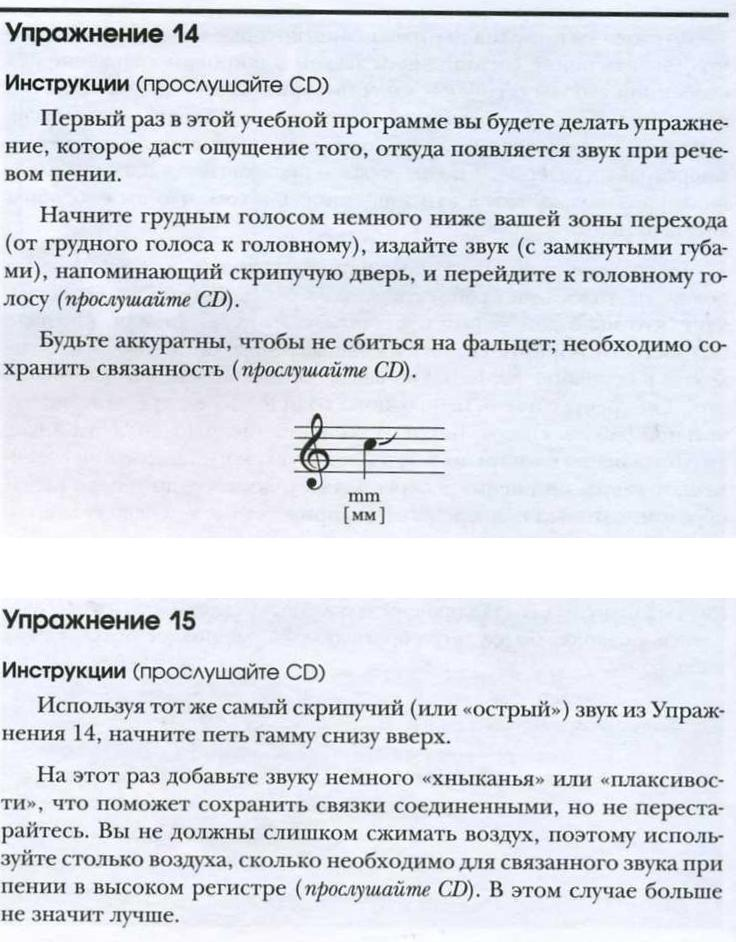 Упражнение 14
Инструкции (прослушайте CD)
Первый раз в этой учебной программе вы будете делать упражне-
ние, которое даст ощущение того, откуда появляется звук при рече-
вом пении.
Начните грудным голосом немного ниже вашей зоны перехода
(от грудного голоса к головному), издайте звук (с замкнутыми губа-
ми), напоминающий скрипучую дверь, и перейдите к головному го-
лосу (прослушайте CD).
Будьте аккуратны, чтобы не сбиться на фальцет; необходимо со-
хранить связанность (прослушайте CD).
mm
[мм]
Упражнение 15
Инструкции (прослушайте CD)
Используя тот же самый скрипучий (или «острый») звук из Упраж-
нения 14, начните петь гамму снизу вверх.
На этот раз добавьте звуку немного «хныканья» или «плаксивос-
ти», что поможет сохранить связки соединенными, но не переста-
райтесь. Вы не должны слишком сжимать воздух, поэтому исполь-
зуйте столько воздуха, сколько необходимо для связанного звука при
пении в высоком регистре (прослушайте CD). В этом случае больше
не значит лучше.